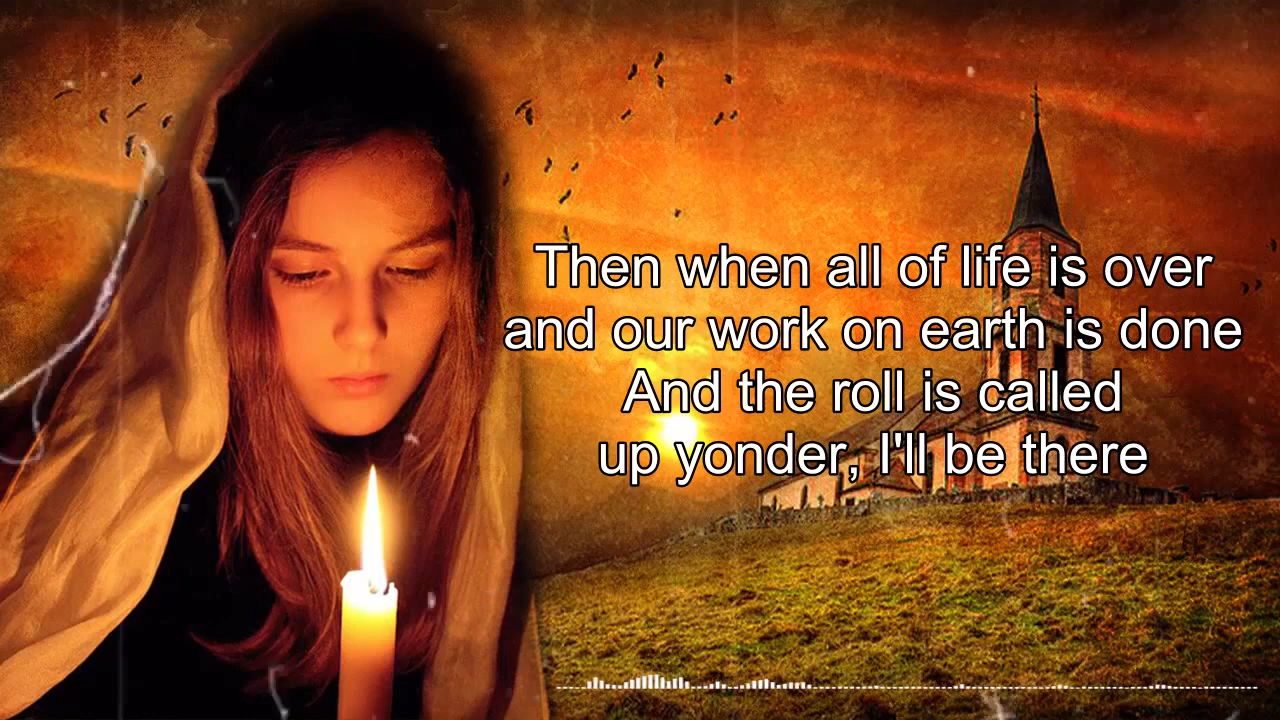 Then when all of life is over
and our work on earth is done
And the roll is called
up yonder, I'll be there